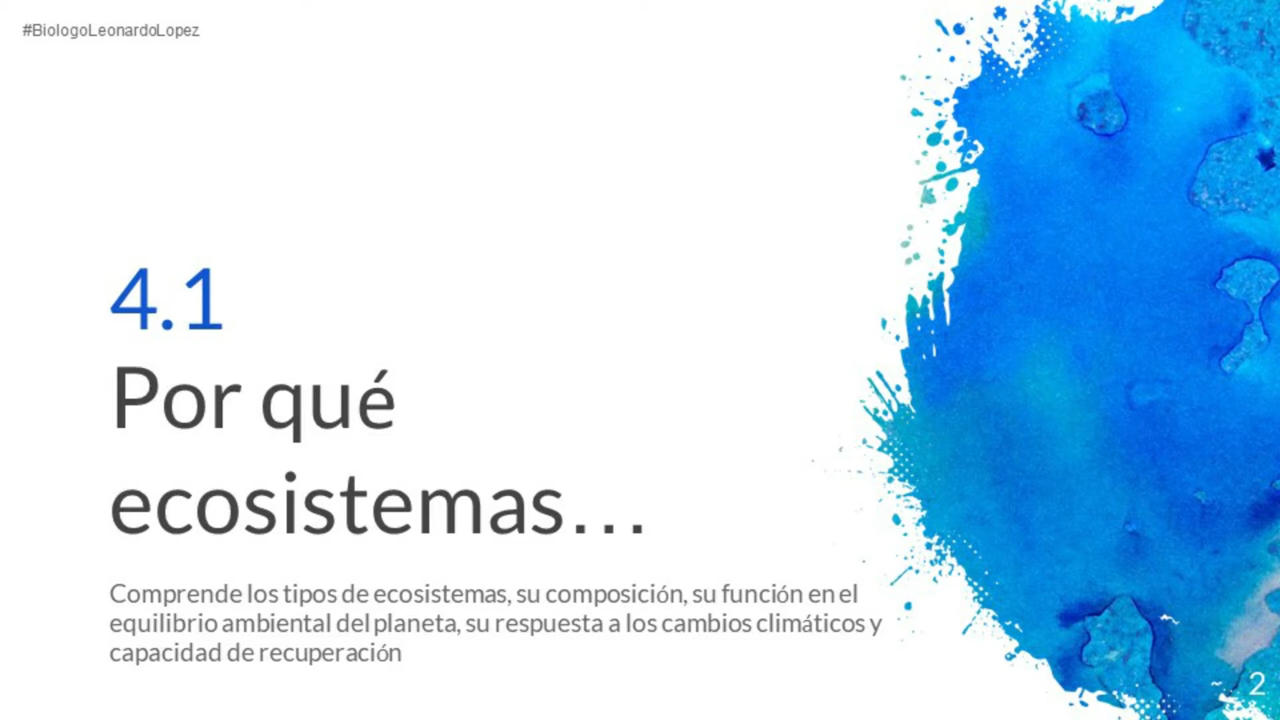 #BiologoLeonardoLopez
4.1
Por qué
ecosistemas…
Comprende los tipos de ecosistemas, su composición, su función en el
equilibrio ambiental del planeta, su respuesta a los cambios climáticos y
capacidad de recuperación
~ 2